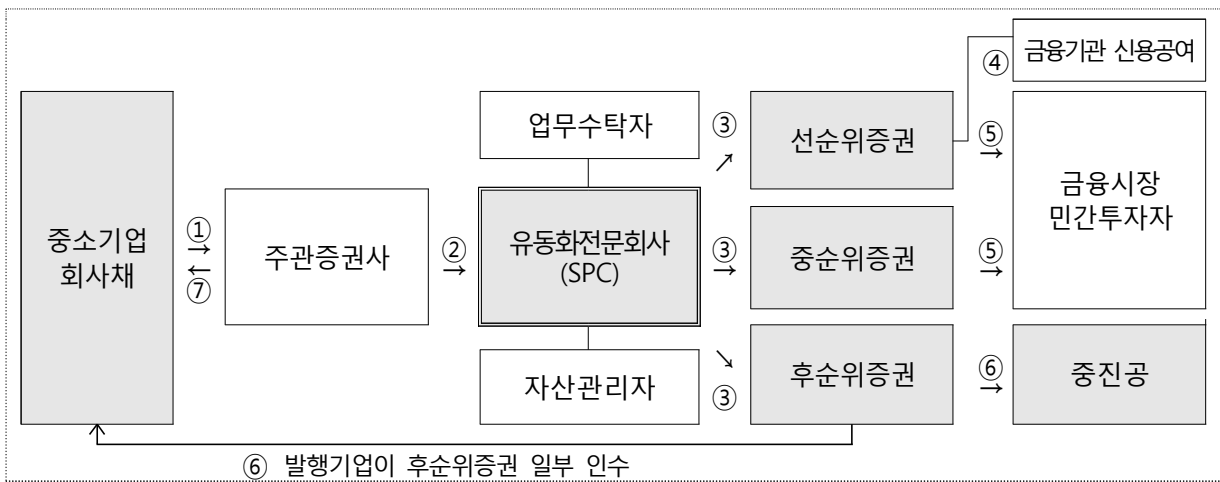 금융기관 신용공여
④
업무수탁자
③
↗
선순위증권
⑤
→
금융시장
민간투자자
중소기업
회사채
①
→
←
⑦
주관증권사
②
→
유동화전문회사
(SPC)
③
→
중순위증권
⑤
→
자산관리자
↘
③
후순위증권
⑥
→
중진공
⑥ 발행기업이 후순위증권 일부 인수